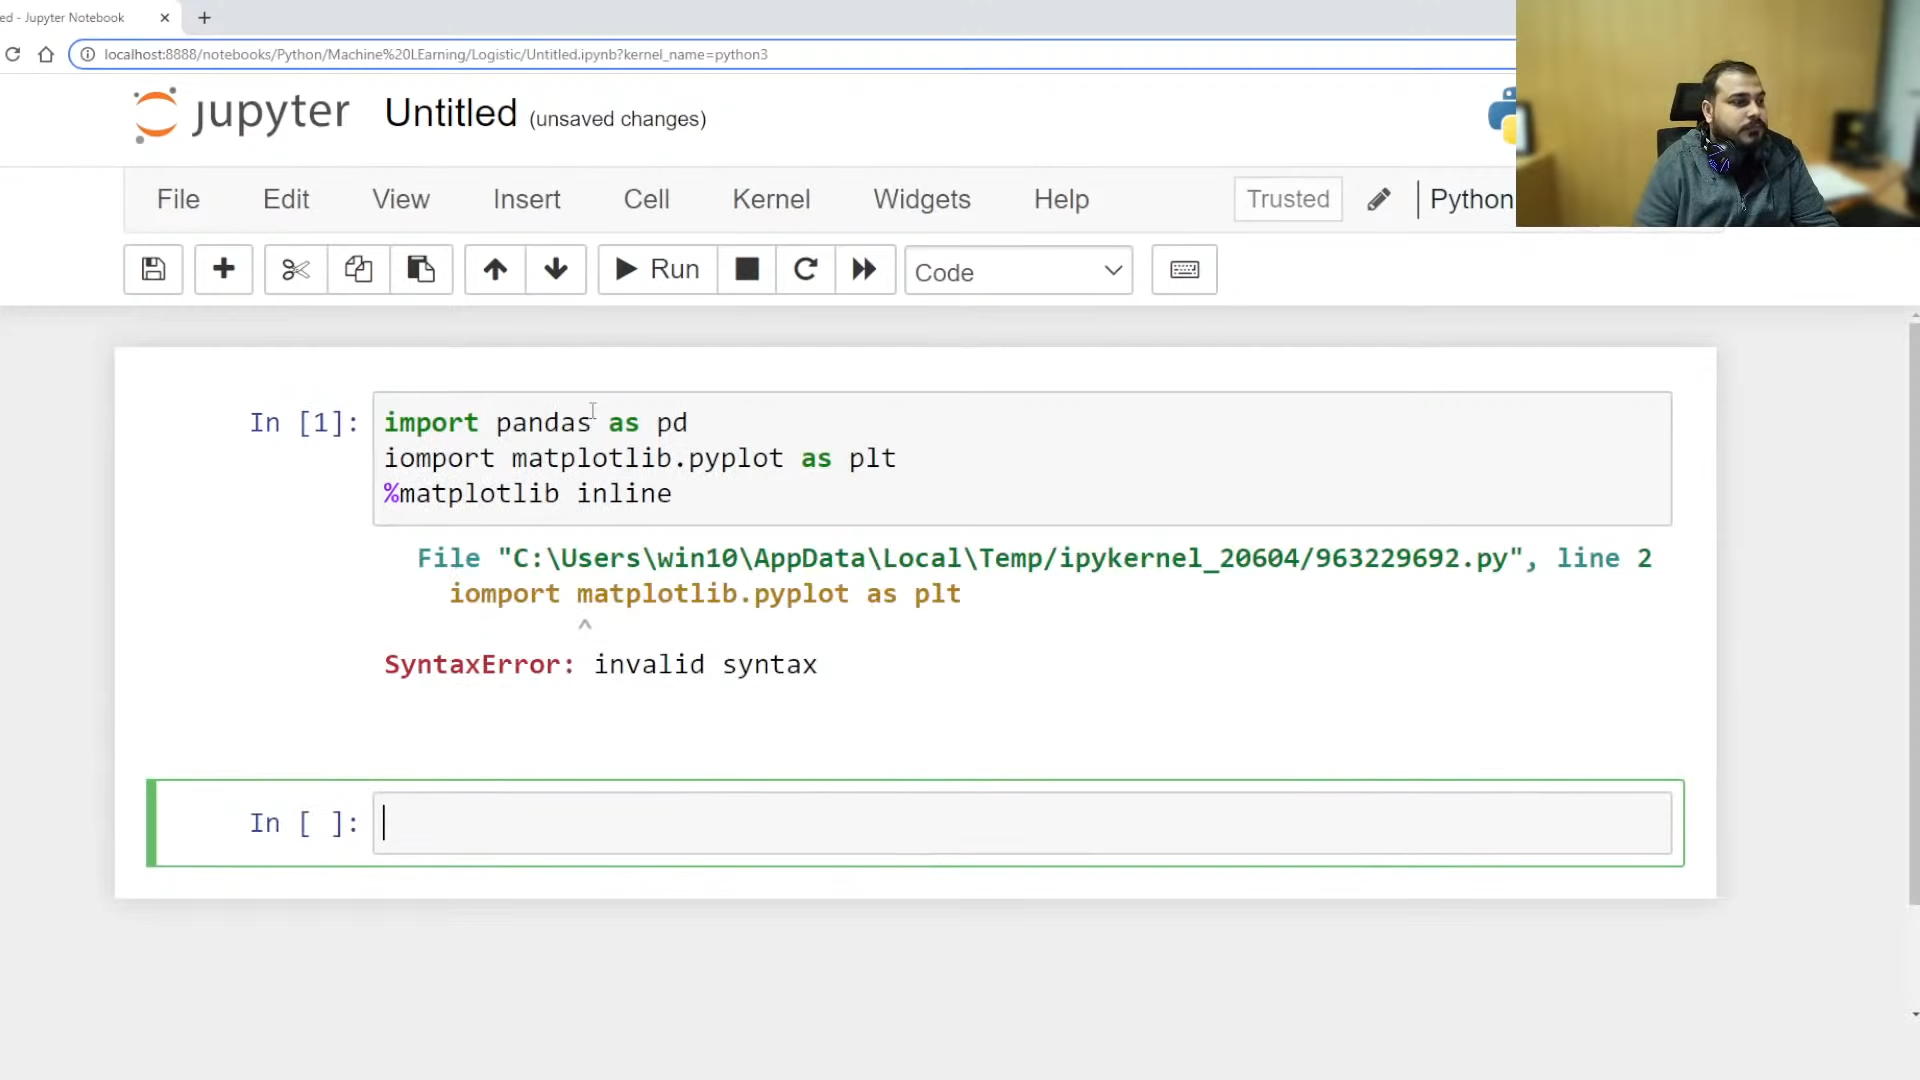 ed - Jupyter Notebook
localhost:8888/notebooks/Python/Machine%20LEarning/Logistic/Untitled.ipynb?kernel_name=python3
jupyter Untitled (unsaved changes)
File Edit View Insert Cell Kernel Widgets Help Trusted Python
Run Code
In [1]: import pandas as pd
iomport matplotlib.pyplot as plt
%matplotlib inline
File "C:\Users\win10\AppData\Local\Temp/ipykernel_20604/963229692.py", line 2
iomport matplotlib.pyplot as plt
^
SyntaxError: invalid syntax
In [ ]: